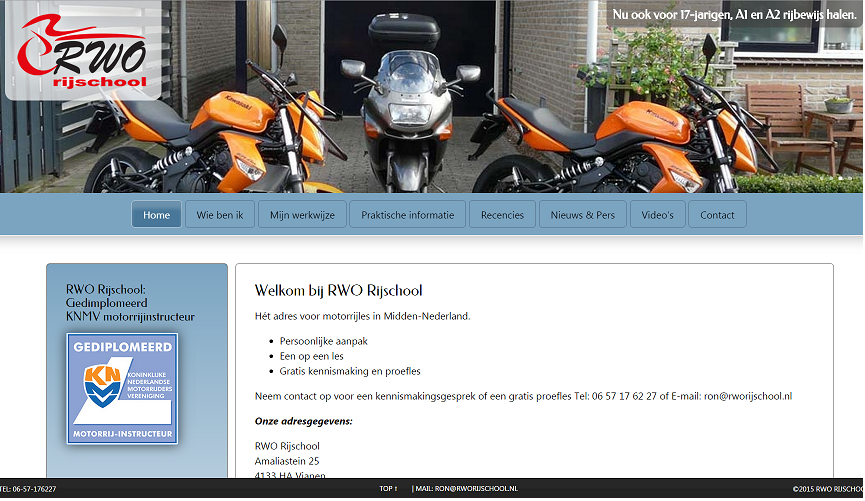 Nu ook voor 17-jarigen, A1 en A2 rijbewijs halen.
RWO
rijschool
Kawasaki
Home
Wie ben ik
Mijn werkwijze
Praktische informatie
Recencies
Nieuws & Pers
Video's
Contact
RWO Rijschool:
Gediplomeerd
KNMV motorrijinstructeur
GEDIPLOMEERD
KN
MV
KONINKLIJKE
NEDERLANDSE
MOTORRIJDERS
VERENIGING
MOTORRIJ-INSTRUCTEUR
Welkom bij RWO Rijschool
Hét adres voor motorrijles in Midden-Nederland.
Persoonlijke aanpak
Een op een les
Gratis kennismaking en proefles
Neem contact op voor een kennismakingsgesprek of een gratis proefles Tel: 06 57 17 62 27 of E-mail: ron@rworijschool.nl
Onze adresgegevens:
RWO Rijschool
Amaliastein 25
4133 HA Vianen
TEL: 06-57-176227
TOP ↑ | MAIL: RON@RWORIJSCHOOL.NL
©2015 RWO RIJSCHO